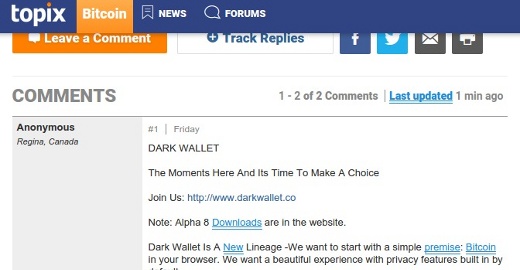 topix Bitcoin NEWS FORUMS
Leave a Comment + Track Replies f
COMMENTS 1 - 2 of 2 Comments | Last updated 1 min ago
Anonymous
Regina, Canada
#1 | Friday
DARK WALLET
The Moments Here And Its Time To Make A Choice
Join Us: http://www.darkwallet.co
Note: Alpha 8 Downloads are in the website.
Dark Wallet Is A New Lineage -We want to start with a simple premise: Bitcoin
in your browser. We want a beautiful experience with privacy features built in by